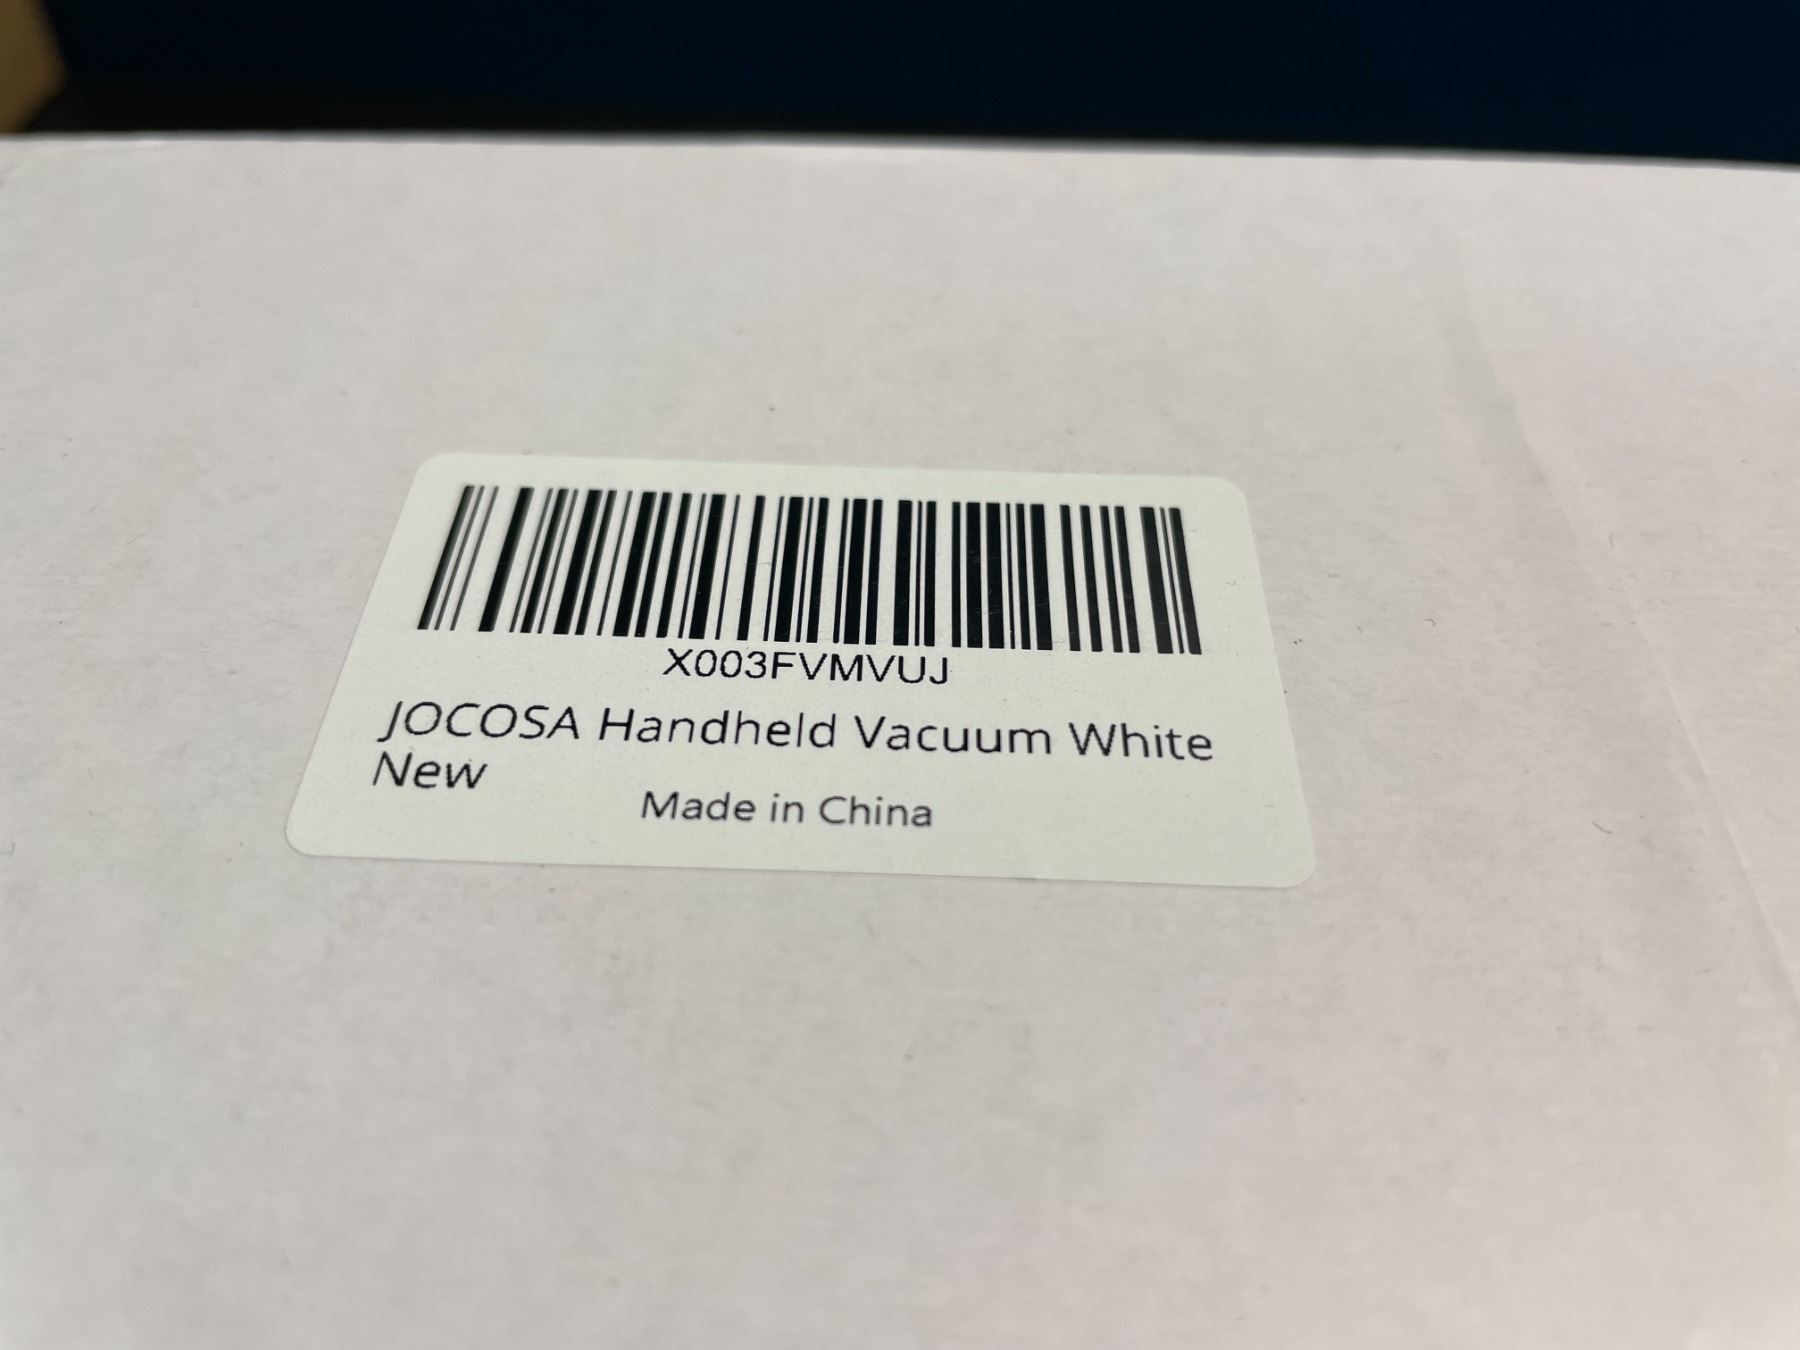 X003FVMVUJ
JOCOSA Handheld Vacuum White
New
Made in China